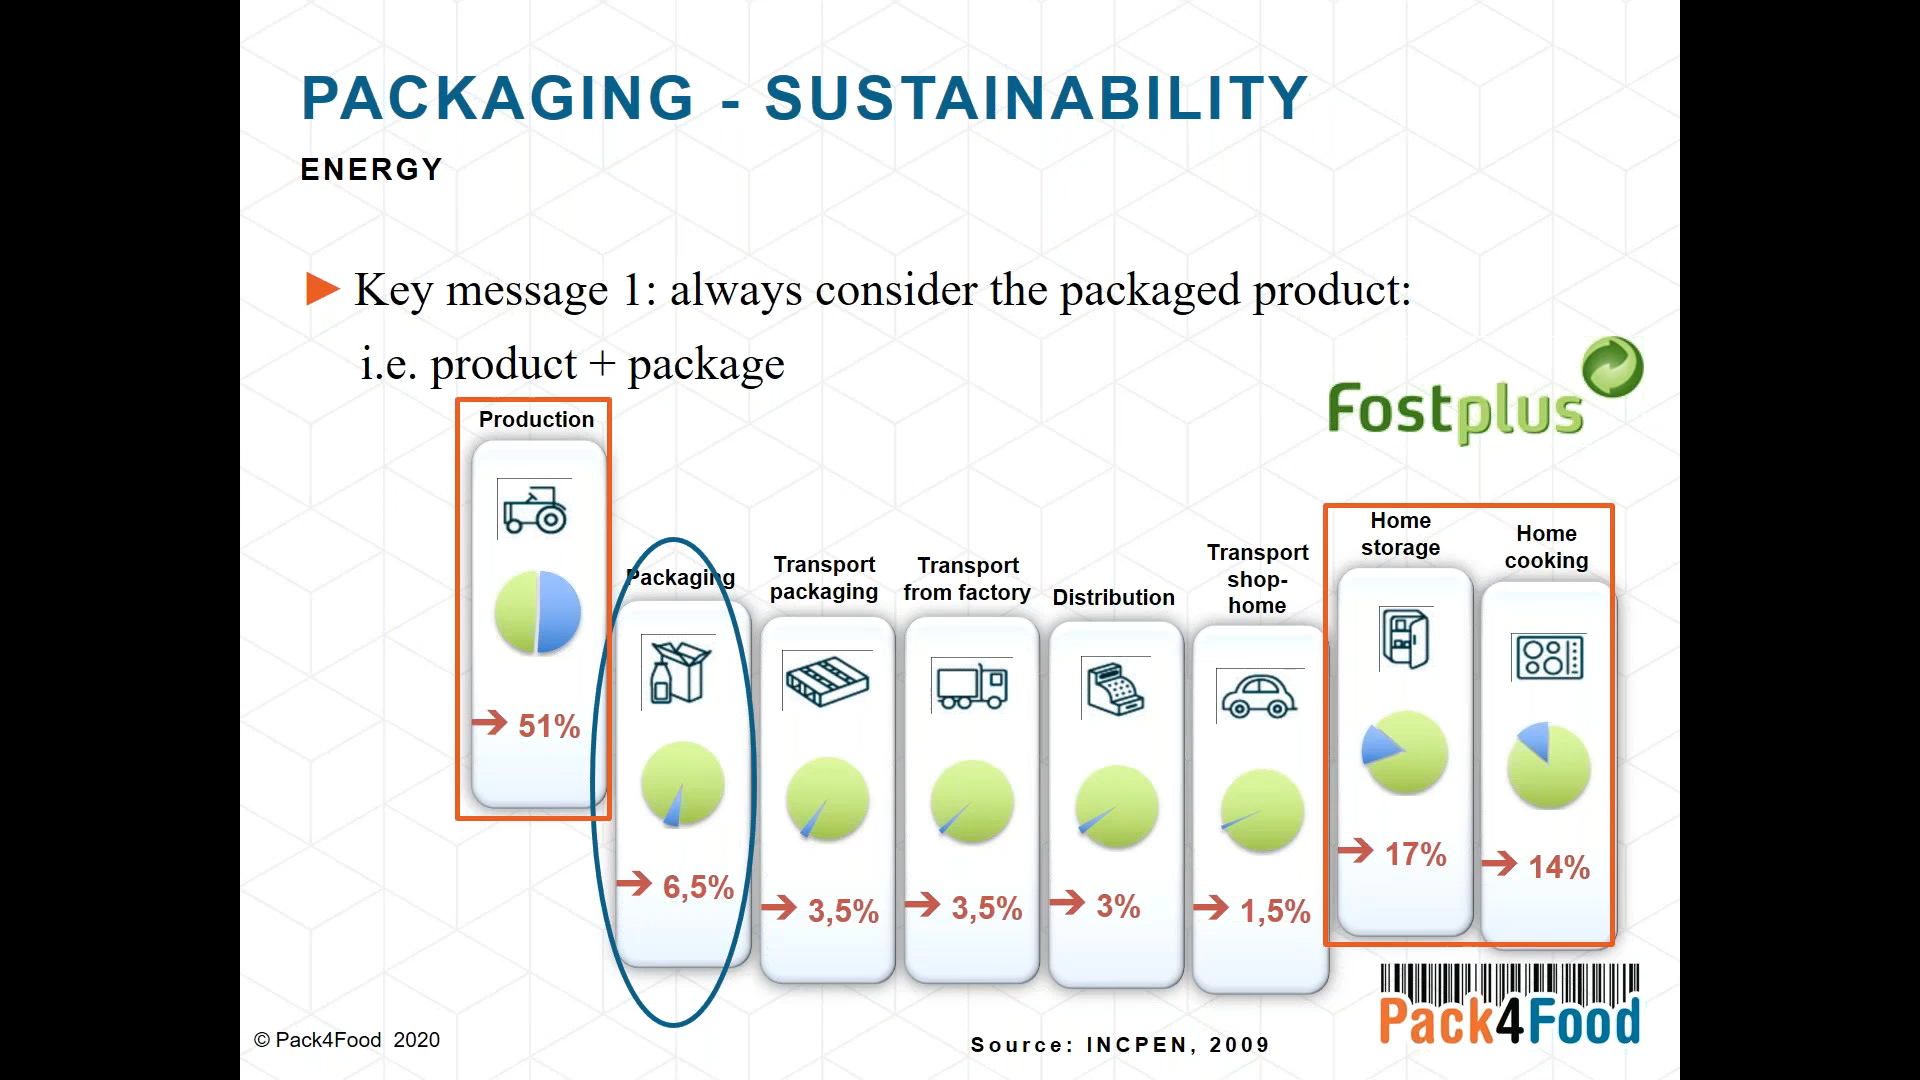 PACKAGING - SUSTAINABILITY
ENERGY
Key message 1: always consider the packaged product:
i.e. product + package
Fostplus
Production
51%
Packaging
6,5%
Transport
packaging
3,5%
Transport
from factory
3,5%
Distribution
3%
Transport
shop-
home
1,5%
Home
storage
17%
Home
cooking
14%
Pack4Food
© Pack4Food 2020
Source: INCPEN, 2009